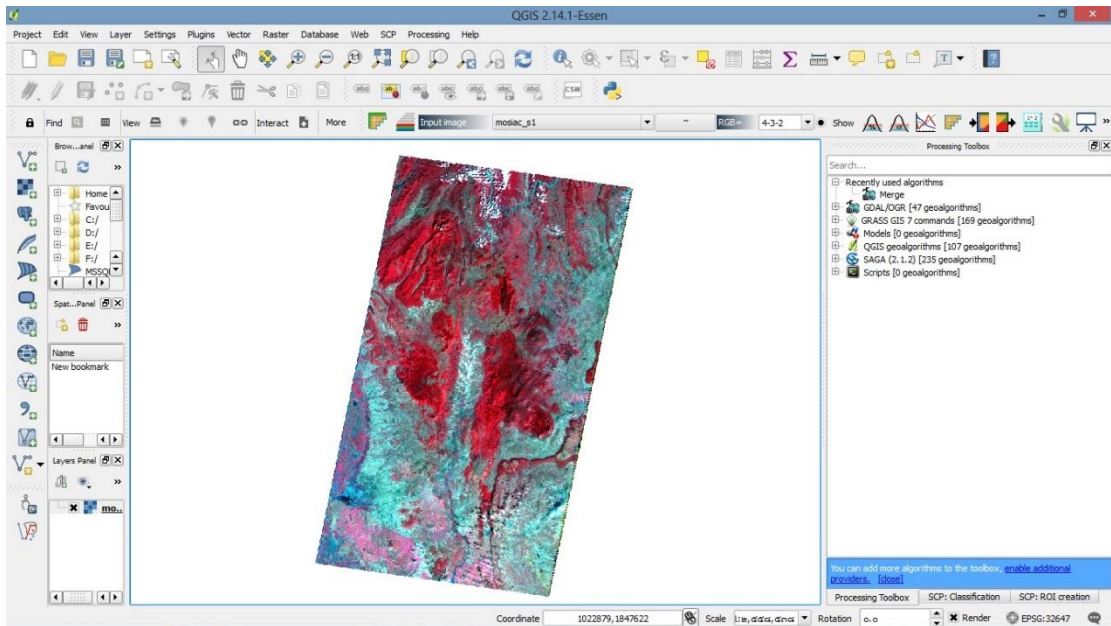 QGIS 2.14.1-Essen
Project Edit View Layer Settings Plugins Vector Raster Database Web SCP Processing Help
CSW
Find View Interact More Input image mosiac_s1 ~ RGB = 4-3-2 Show
Brow...anel
Home
Favou
C:/
D:/
E:/
F:/
MSSQ
Spat...Panel
Name
New bookmark
Layers Panel
mo..
Processing Toolbox
Search...
Recently used algorithms
Merge
GDAL/OGR [47 geoalgorithms]
GRASS GIS 7 commands [169 geoalgorithms]
Models [0 geoalgorithms]
QGIS geoalgorithms [107 geoalgorithms]
SAGA (2.1.2) [235 geoalgorithms]
Scripts [0 geoalgorithms]
You can add more algorithms to the toolbox, enable additional
providers. [close]
Processing Toolbox SCP: Classification SCP: ROI creation
Coordinate 1022879,1847622 Scale Rotation 0.0 Render EPSG:32647